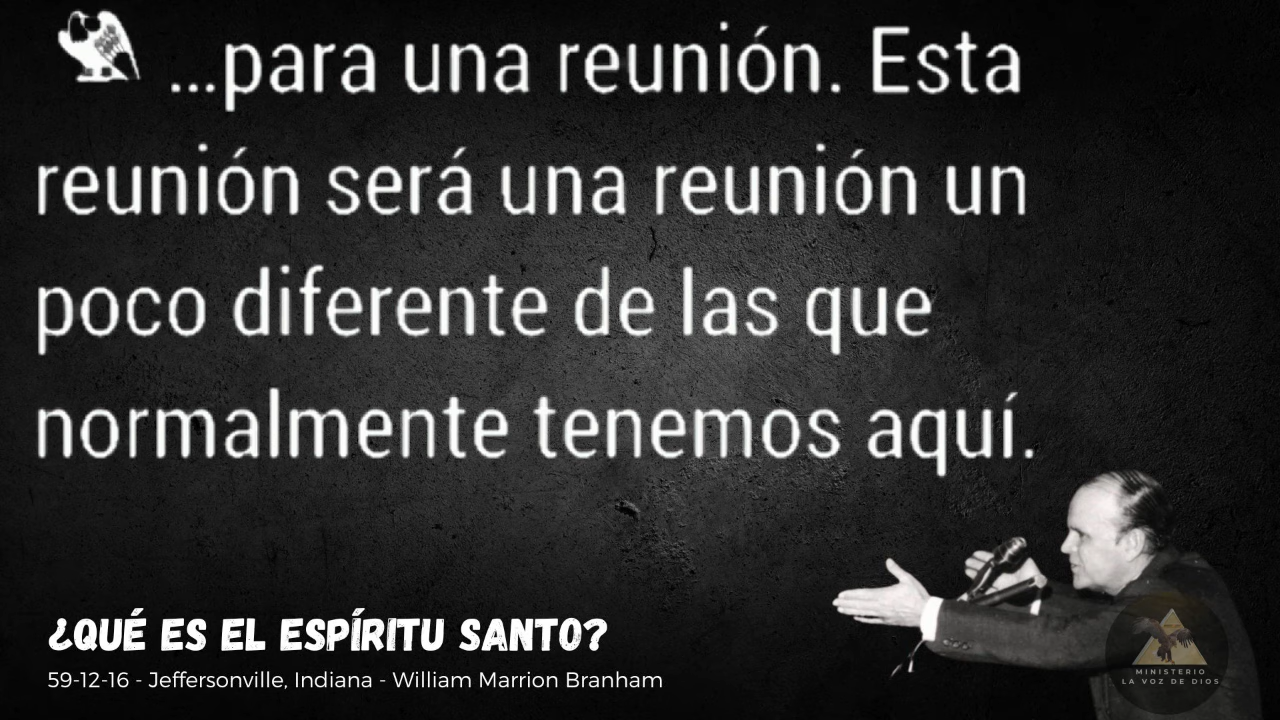 ...para una reunión. Esta
reunión será una reunión un
poco diferente de las que
normalmente tenemos aquí.
¿QUÉ ES EL ESPÍRITU SANTO?
59-12-16 - Jeffersonville, Indiana - William Marrion Branham
MINISTERIO
LA VOZ DE DIOS